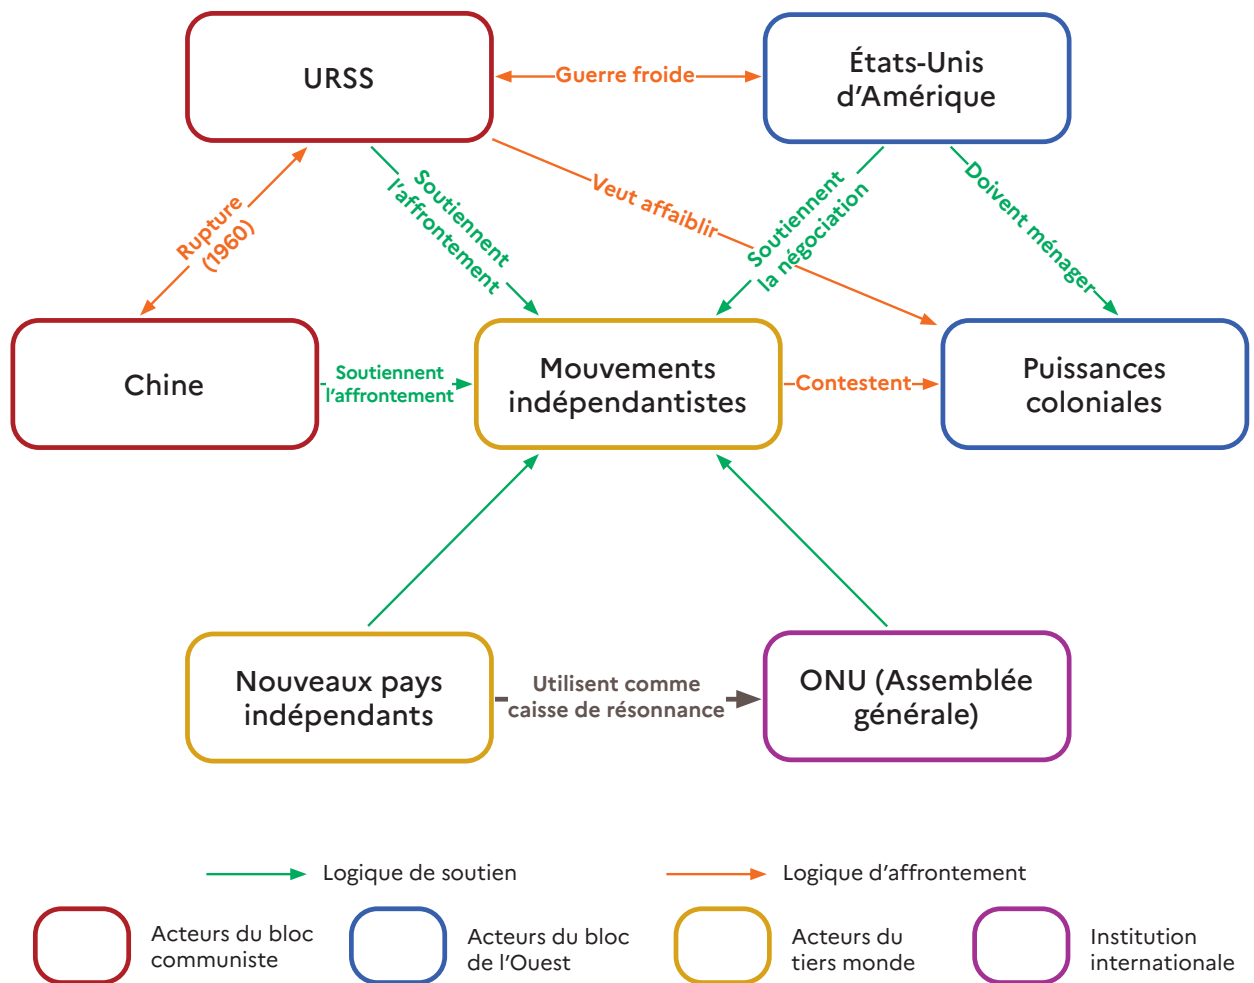 URSS
Guerre froide
États-Unis
d’Amérique
Rupture
(1960)
Soutiennent
l’affrontement
Veut affaiblir
Soutiennent
la négociation
Doivent ménager
Chine
Soutiennent
l’affrontement
Mouvements
indépendantistes
Contestent
Puissances
coloniales
Nouveaux pays
indépendants
Utilisent comme
caisse de résonnance
ONU (Assemblée
générale)
Logique de soutien
Logique d’affrontement
Acteurs du bloc
communiste
Acteurs du bloc
de l’Ouest
Acteurs du
tiers monde
Institution
internationale